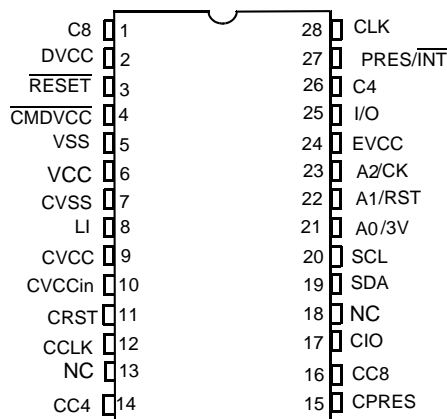 C8 1 28 CLK
DVCC 2 27 PRES/INT
RESET 3 26 C4
CMDVCC 4 25 I/O
VSS 5 24 EVCC
VCC 6 23 A2/CK
CVSS 7 22 A1/RST
LI 8 21 A0/3V
CVCC 9 20 SCL
CVCCin 10 19 SDA
CRST 11 18 NC
CCLK 12 17 CIO
NC 13 16 CC8
CC4 14 15 CPRES